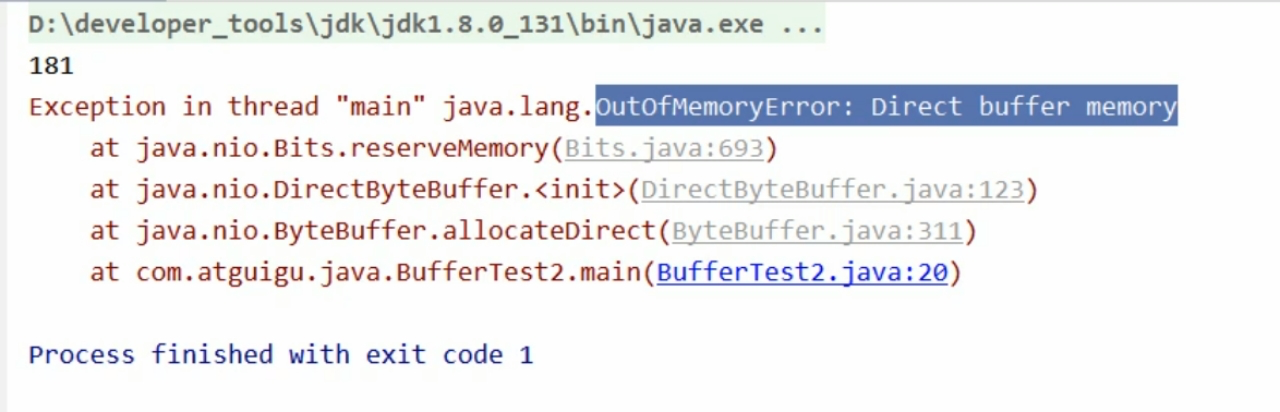 D:\developer_tools\jdk\jdk1.8.0_131\bin\java.exe ...
181
Exception in thread "main" java.lang.OutOfMemoryError: Direct buffer memory
    at java.nio.Bits.reserveMemory(Bits.java:693)
    at java.nio.DirectByteBuffer.<init>(DirectByteBuffer.java:123)
    at java.nio.ByteBuffer.allocateDirect(ByteBuffer.java:311)
    at com.atguigu.java.BufferTest2.main(BufferTest2.java:20)
Process finished with exit code 1